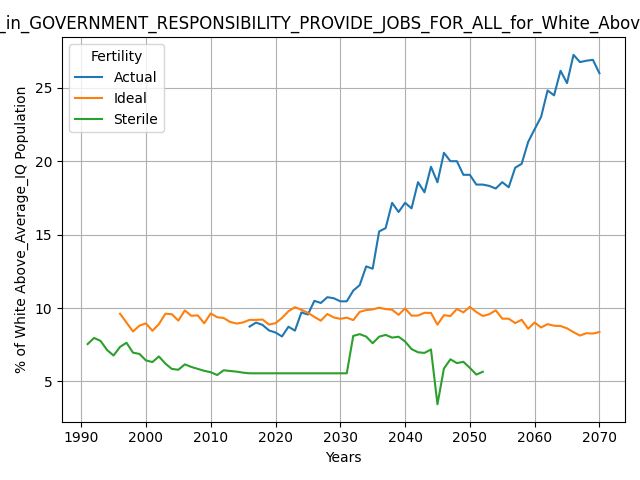 _in_GOVERNMENT_RESPONSIBILITY_PROVIDE_JOBS_FOR_ALL_for_White_Abov
Fertility
Actual
Ideal
Sterile
% of White Above_Average_IQ Population
25
20
15
10
5
1990 2000 2010 2020 2030 2040 2050 2060 2070
Years